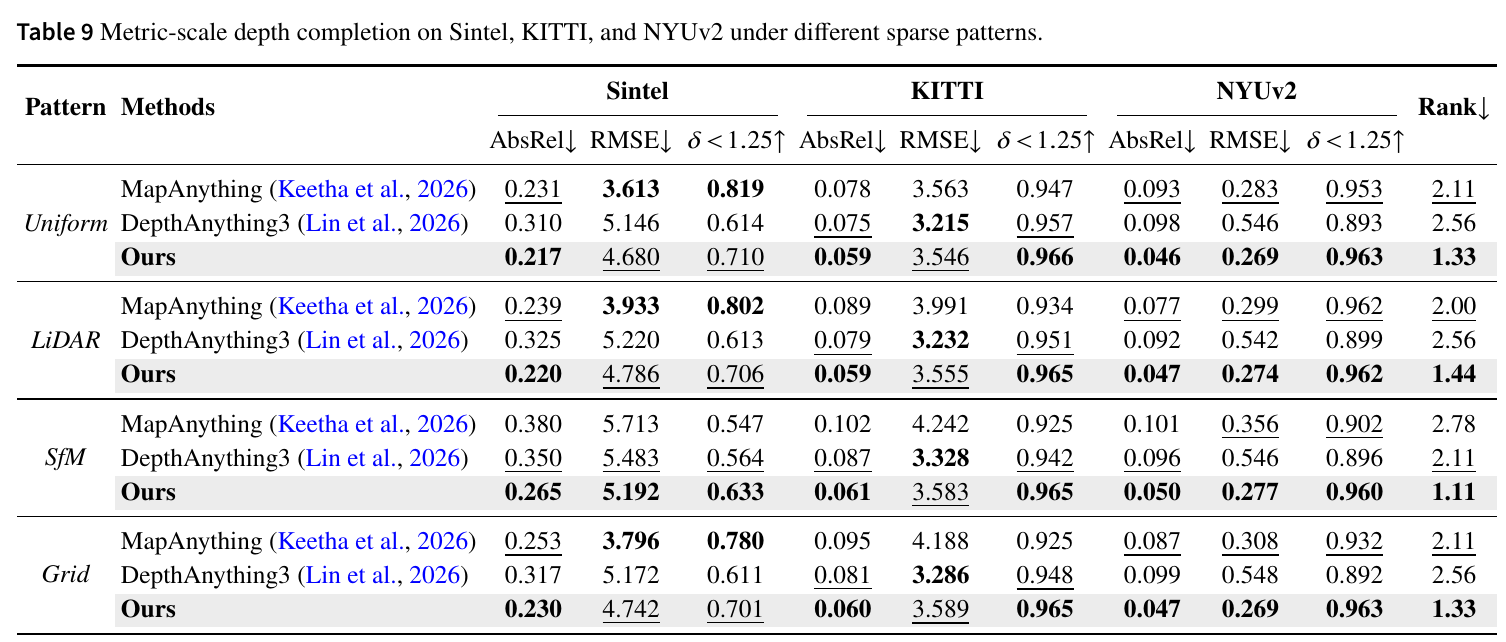 Table 9 Metric-scale depth completion on Sintel, KITTI, and NYUv2 under different sparse patterns.
Pattern Methods Sintel KITTI NYUv2 Rank↓
AbsRel↓ RMSE↓ δ < 1.25↑ AbsRel↓ RMSE↓ δ < 1.25↑ AbsRel↓ RMSE↓ δ < 1.25↑
Uniform MapAnything (Keetha et al., 2026) 0.231 3.613 0.819 0.078 3.563 0.947 0.093 0.283 0.953 2.11
DepthAnything3 (Lin et al., 2026) 0.310 5.146 0.614 0.075 3.215 0.957 0.098 0.546 0.893 2.56
Ours 0.217 4.680 0.710 0.059 3.546 0.966 0.046 0.269 0.963 1.33
LiDAR MapAnything (Keetha et al., 2026) 0.239 3.933 0.802 0.089 3.991 0.934 0.077 0.299 0.962 2.00
DepthAnything3 (Lin et al., 2026) 0.325 5.220 0.613 0.079 3.232 0.951 0.092 0.542 0.899 2.56
Ours 0.220 4.786 0.706 0.059 3.555 0.965 0.047 0.274 0.962 1.44
SfM MapAnything (Keetha et al., 2026) 0.380 5.713 0.547 0.102 4.242 0.925 0.101 0.356 0.902 2.78
DepthAnything3 (Lin et al., 2026) 0.350 5.483 0.564 0.087 3.328 0.942 0.096 0.546 0.896 2.11
Ours 0.265 5.192 0.633 0.061 3.583 0.965 0.050 0.277 0.960 1.11
Grid MapAnything (Keetha et al., 2026) 0.253 3.796 0.780 0.095 4.188 0.925 0.087 0.308 0.932 2.11
DepthAnything3 (Lin et al., 2026) 0.317 5.172 0.611 0.081 3.286 0.948 0.099 0.548 0.892 2.56
Ours 0.230 4.742 0.701 0.060 3.589 0.965 0.047 0.269 0.963 1.33